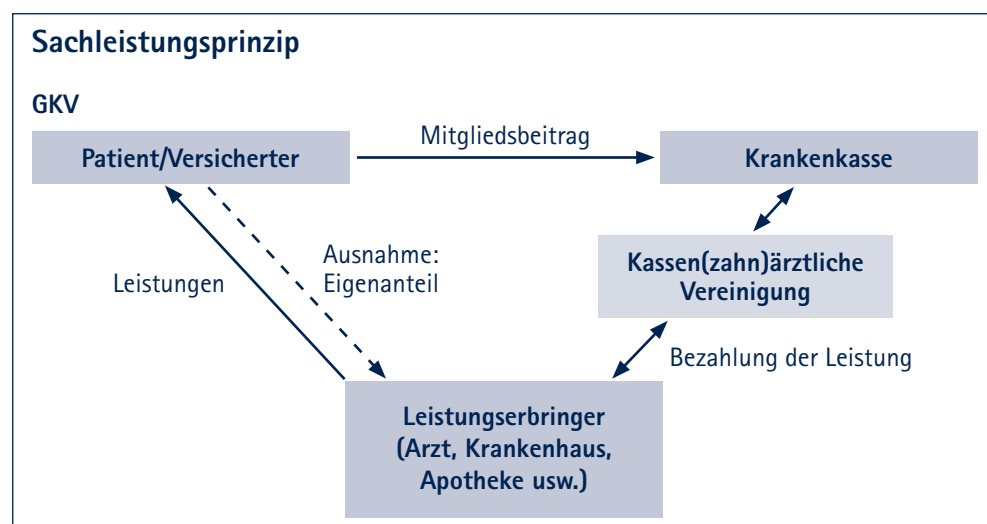 Sachleistungsprinzip
GKV
Patient/Versicherter
Mitgliedsbeitrag
Krankenkasse
Leistungen
Ausnahme:
Eigenanteil
Kassen(zahn)ärztliche
Vereinigung
Bezahlung der Leistung
Leistungserbringer
(Arzt, Krankenhaus,
Apotheke usw.)